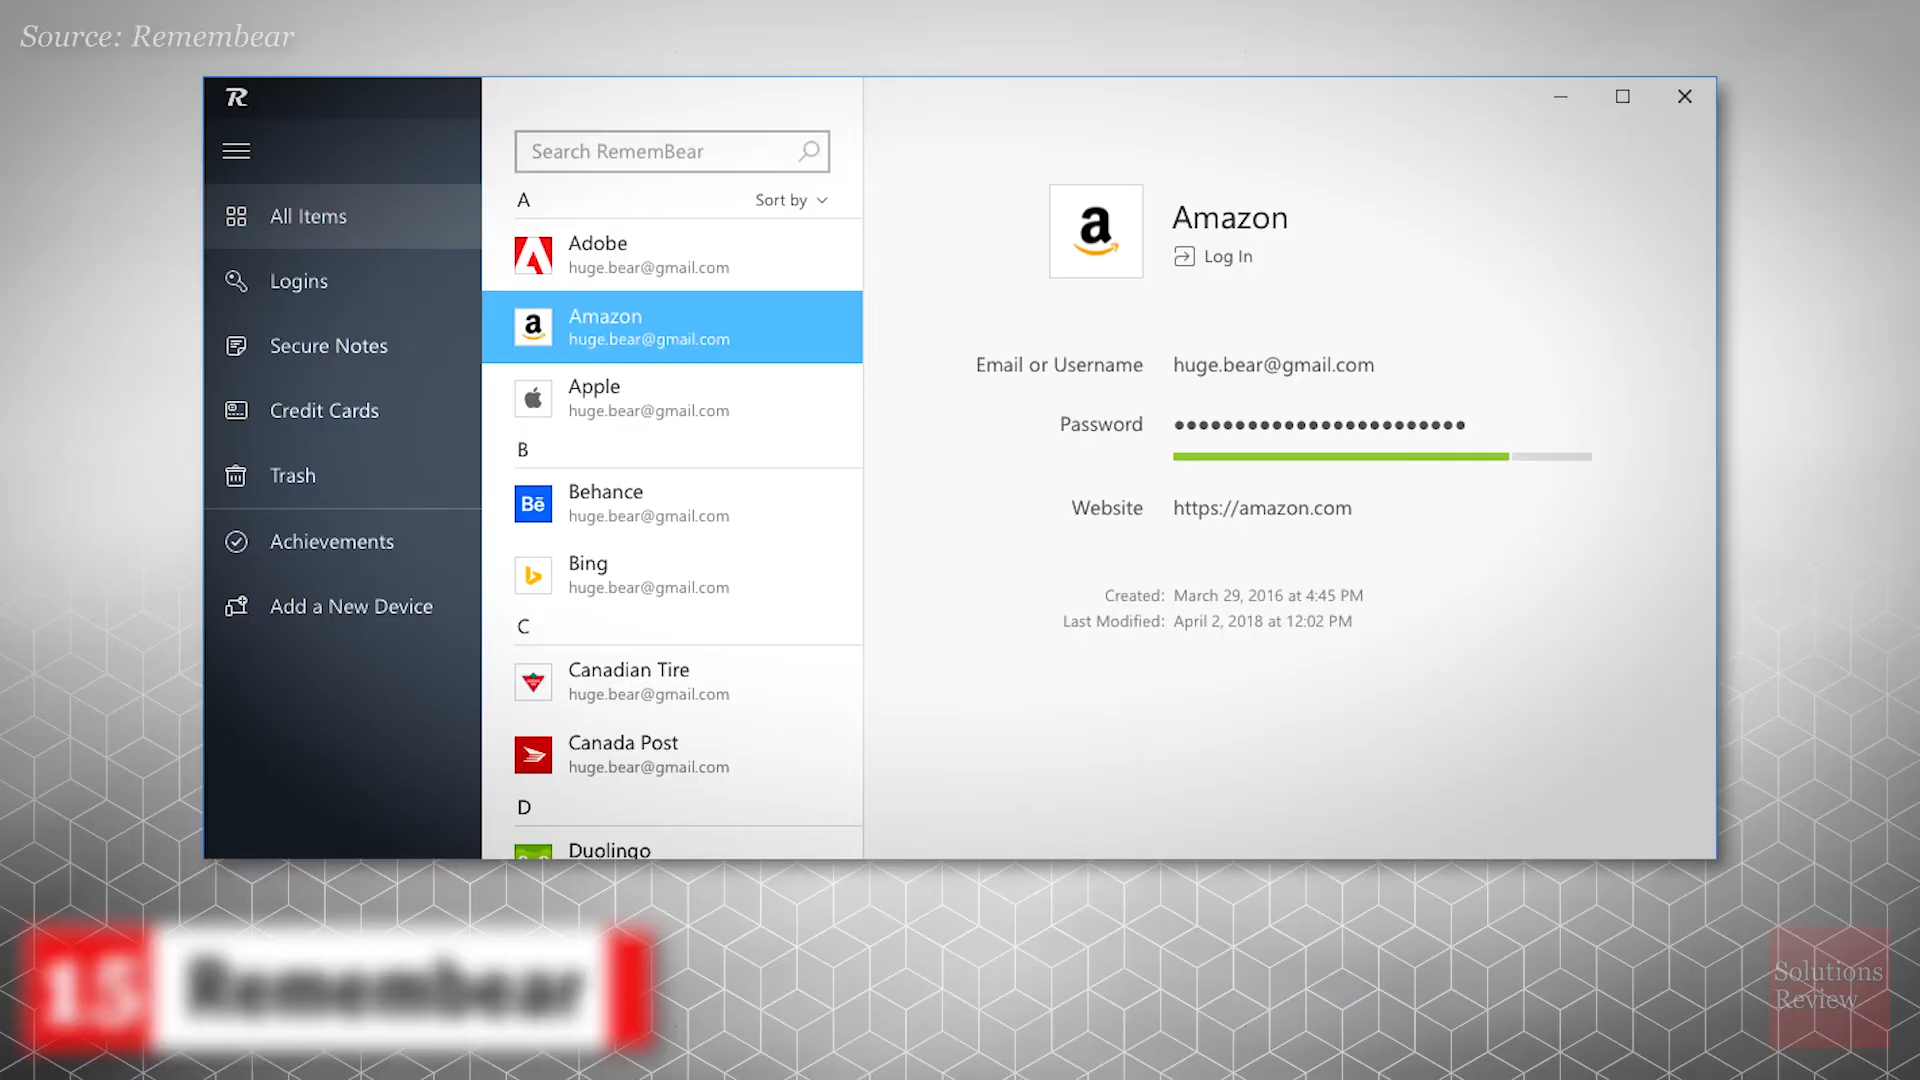 Source: Remembear
R
Search RememBear
A
Sort by
All Items
Logins
Secure Notes
Credit Cards
Trash
Achievements
Add a New Device
Adobe
huge.bear@gmail.com
a
Amazon
huge.bear@gmail.com
Apple
huge.bear@gmail.com
B
Bē
Behance
huge.bear@gmail.com
Bing
huge.bear@gmail.com
C
Canadian Tire
huge.bear@gmail.com
Canada Post
huge.bear@gmail.com
D
Duolingo
a
Amazon
Log In
Email or Username huge.bear@gmail.com
Password
Website https://amazon.com
Created: March 29, 2016 at 4:45 PM
Last Modified: April 2, 2018 at 12:02 PM
15 Remembear
Solutions
Review